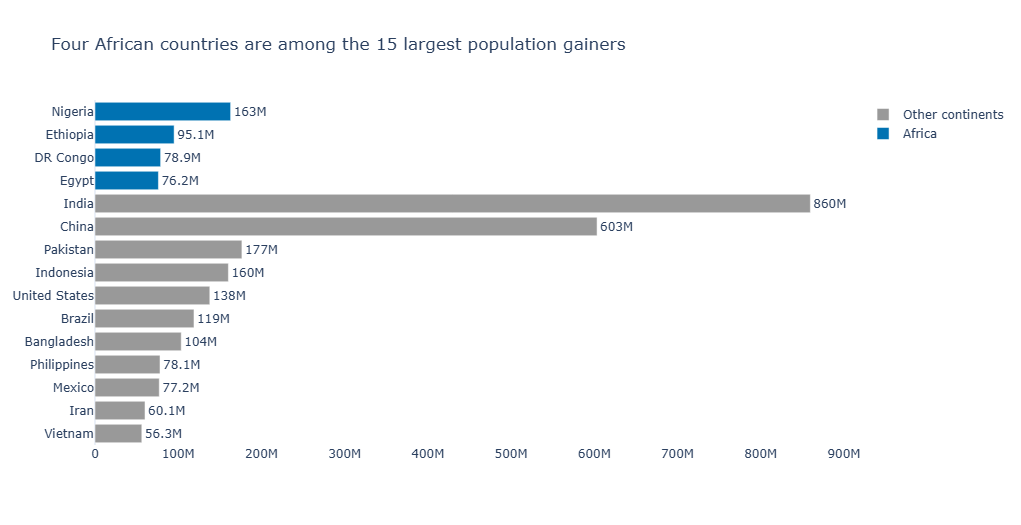 Four African countries are among the 15 largest population gainers
Other continents
Africa
Nigeria 163M
Ethiopia 95.1M
DR Congo 78.9M
Egypt 76.2M
India 860M
China 603M
Pakistan 177M
Indonesia 160M
United States 138M
Brazil 119M
Bangladesh 104M
Philippines 78.1M
Mexico 77.2M
Iran 60.1M
Vietnam 56.3M
0 100M 200M 300M 400M 500M 600M 700M 800M 900M